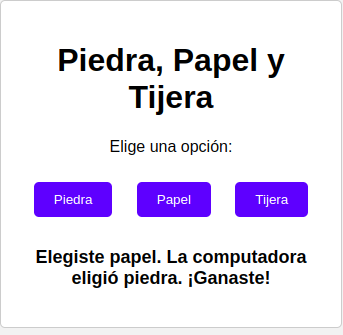 Piedra, Papel y
Tijera
Elige una opción:
Piedra Papel Tijera
Elegiste papel. La computadora
eligió piedra. ¡Ganaste!